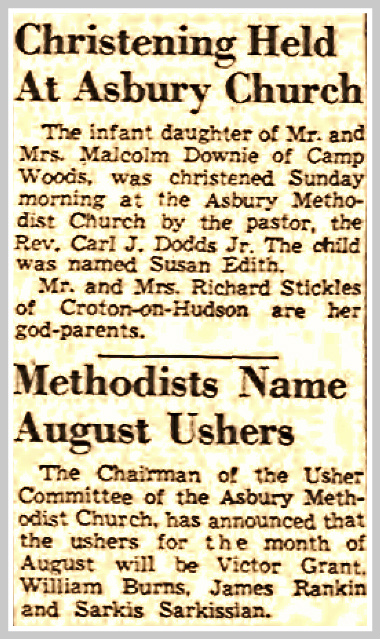 Christening Held
At Asbury Church
The infant daughter of Mr. and
Mrs. Malcolm Downie of Camp
Woods, was christened Sunday
morning at the Asbury Metho-
dist Church by the pastor, the
Rev. Carl J. Dodds Jr. The child
was named Susan Edith.
Mr. and Mrs. Richard Stickles
of Croton-on-Hudson are her
god-parents.
Methodists Name
August Ushers
The Chairman of the Usher
Committee of the Asbury Meth-
odist Church, has announced that
the ushers for the month of
August will be Victor Grant,
William Burns, James Rankin
and Sarkis Sarkissian.